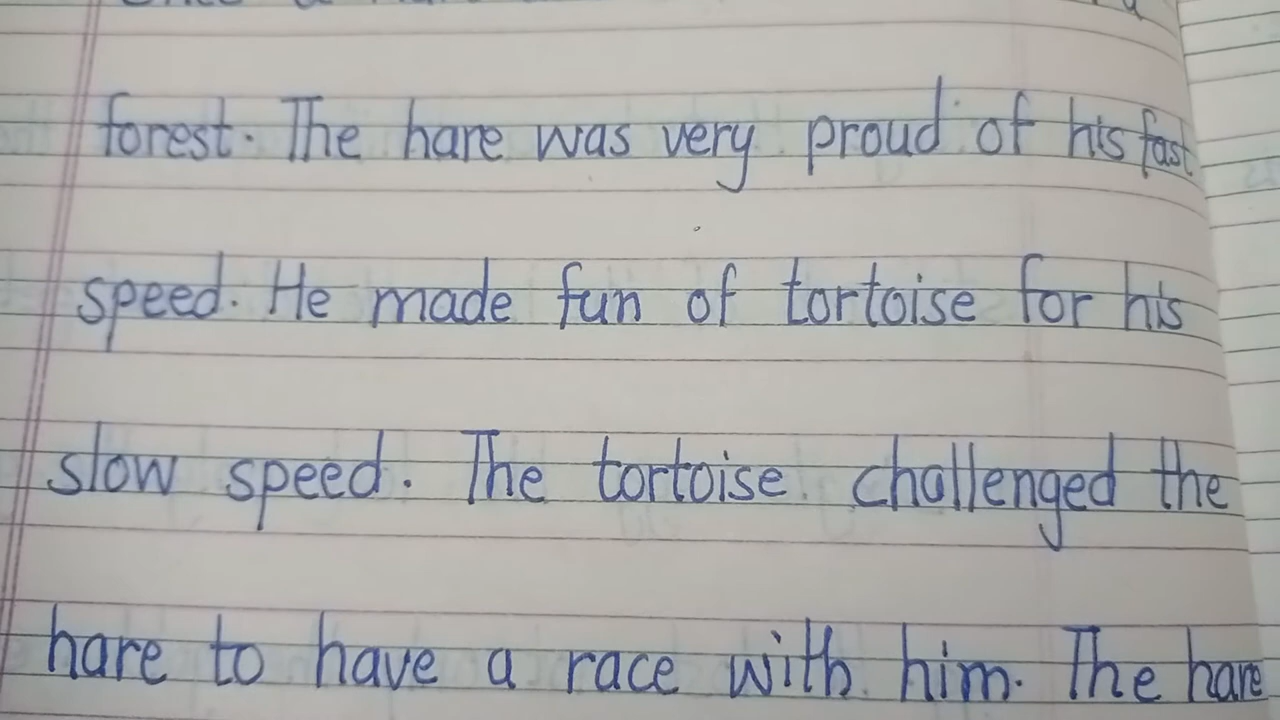 forest. The hare was very proud of his fast
speed. He made fun of tortoise for his
slow speed. The tortoise challenged the
hare to have a race with him. The hare